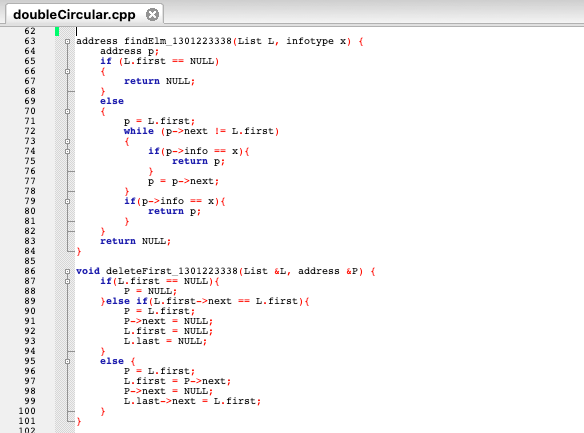 doubleCircular.cpp
62
63 address findElm_1301223338(List L, infotype x) {
64 address p;
65 if (L.first == NULL)
66 {
67 return NULL;
68 }
69 else
70 {
71 p = L.first;
72 while (p->next != L.first)
73 {
74 if(p->info == x){
75 return p;
76 }
77 p = p->next;
78 }
79 if(p->info == x){
80 return p;
81 }
82 }
83 return NULL;
84 }
85
86 void deleteFirst_1301223338(List &L, address &P) {
87 if(L.first == NULL){
88 P = NULL;
89 }else if(L.first->next == L.first){
90 P = L.first;
91 P->next = NULL;
92 L.first = NULL;
93 L.last = NULL;
94 }
95 else {
96 P = L.first;
97 L.first = P->next;
98 P->next = NULL;
99 L.last->next = L.first;
100 }
101 }
102